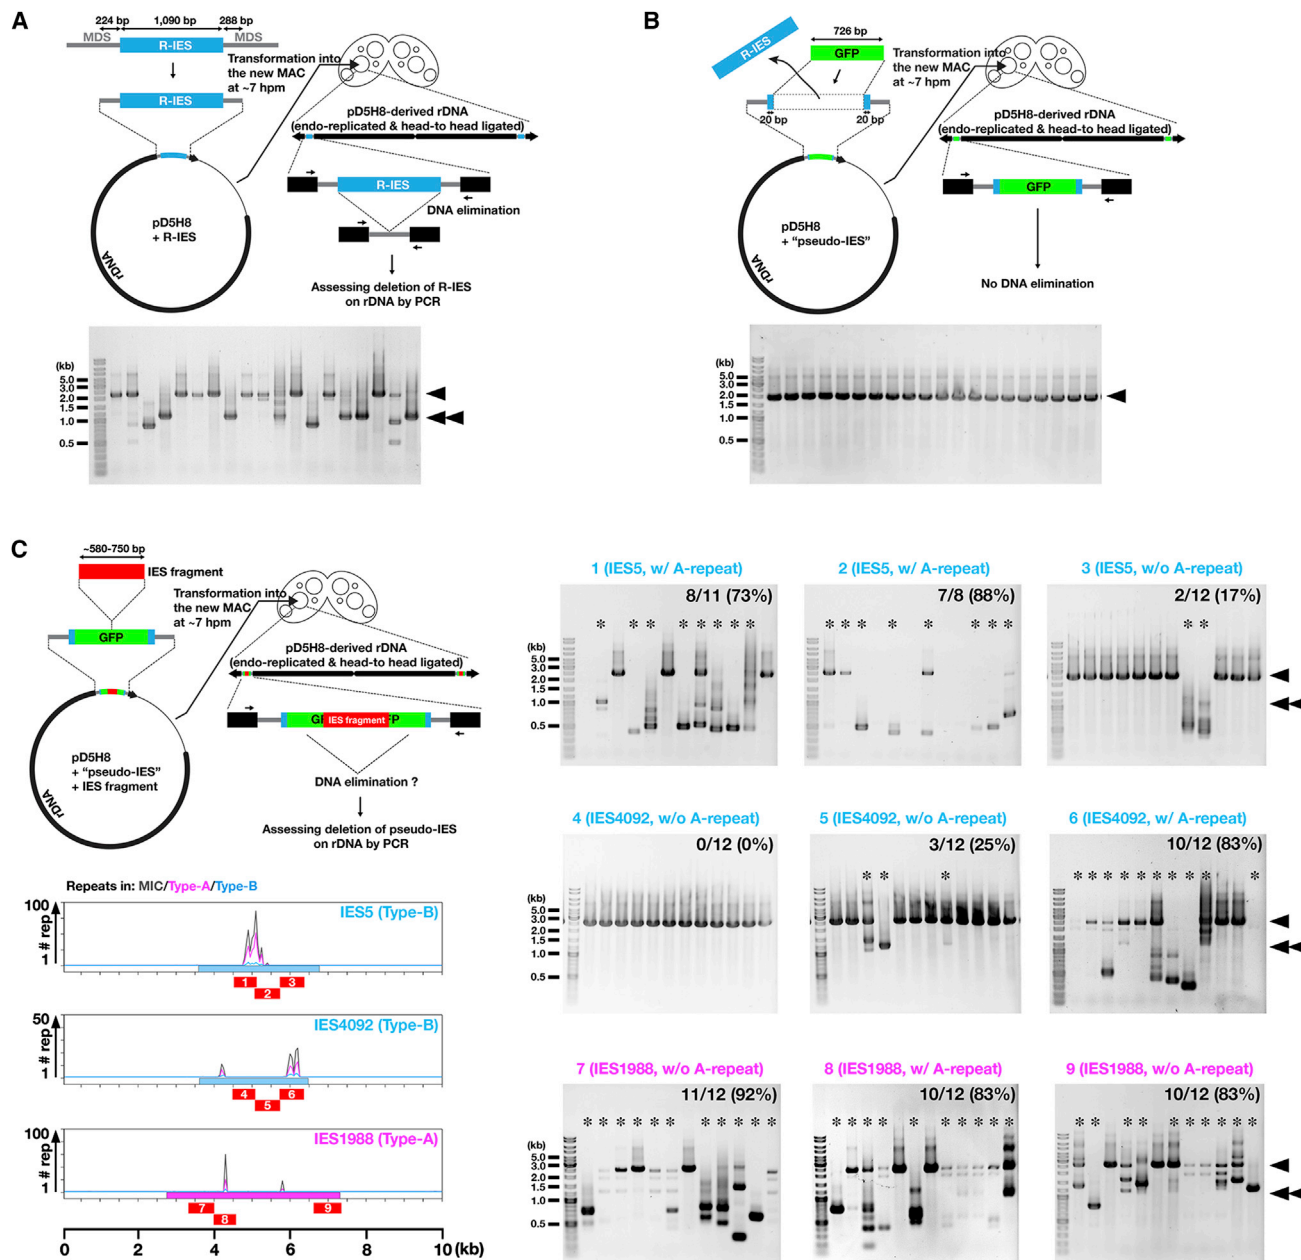 A
224 bp
1,090 bp
288 bp
MDS
R-IES
MDS
Transformation into
the new MAC
at ~7 hpm
R-IES
pD5H8-derived rDNA
(endo-replicated & head-to head ligated)
R-IES
DNA elimination
pD5H8
+ R-IES
rDNA
Assessing deletion of R-IES
on rDNA by PCR
(kb)
5.0
3.0
2.0
1.5
1.0
0.5
B
R-IES
726 bp
GFP
Transformation into
the new MAC
at ~7 hpm
20 bp
20 bp
pD5H8-derived rDNA
(endo-replicated & head-to head ligated)
GFP
pD5H8
+ "pseudo-IES"
rDNA
No DNA elimination
(kb)
5.0
3.0
2.0
1.5
1.0
0.5
C
~580-750 bp
IES fragment
Transformation into
the new MAC
at ~7 hpm
GFP
pD5H8-derived rDNA
(endo-replicated & head-to head ligated)
GF IES fragment FP
pD5H8
+ "pseudo-IES"
+ IES fragment
rDNA
DNA elimination ?
Assessing deletion of pseudo-IES
on rDNA by PCR
Repeats in: MIC/Type-A/Type-B
100
1 # rep
IES5 (Type-B)
1
3
2
50
1 # rep
IES4092 (Type-B)
4
6
5
100
1 # rep
IES1988 (Type-A)
7
9
8
0 2 4 6 8 10 (kb)
1 (IES5, w/ A-repeat)
8/11 (73%)
* * * * * * * *
(kb)
5.0
3.0
2.0
1.5
1.0
0.5
2 (IES5, w/ A-repeat)
7/8 (88%)
* * * * * * * *
3 (IES5, w/o A-repeat)
2/12 (17%)
* *
4 (IES4092, w/o A-repeat)
0/12 (0%)
(kb)
5.0
3.0
2.0
1.5
1.0
0.5
5 (IES4092, w/o A-repeat)
3/12 (25%)
* * *
6 (IES4092, w/ A-repeat)
10/12 (83%)
* * * * * * * * * *
7 (IES1988, w/o A-repeat)
11/12 (92%)
* * * * * * * * * * *
(kb)
5.0
3.0
2.0
1.5
1.0
0.5
8 (IES1988, w/ A-repeat)
10/12 (83%)
* * * * * * * * * *
9 (IES1988, w/o A-repeat)
10/12 (83%)
* * * * * * * * * *